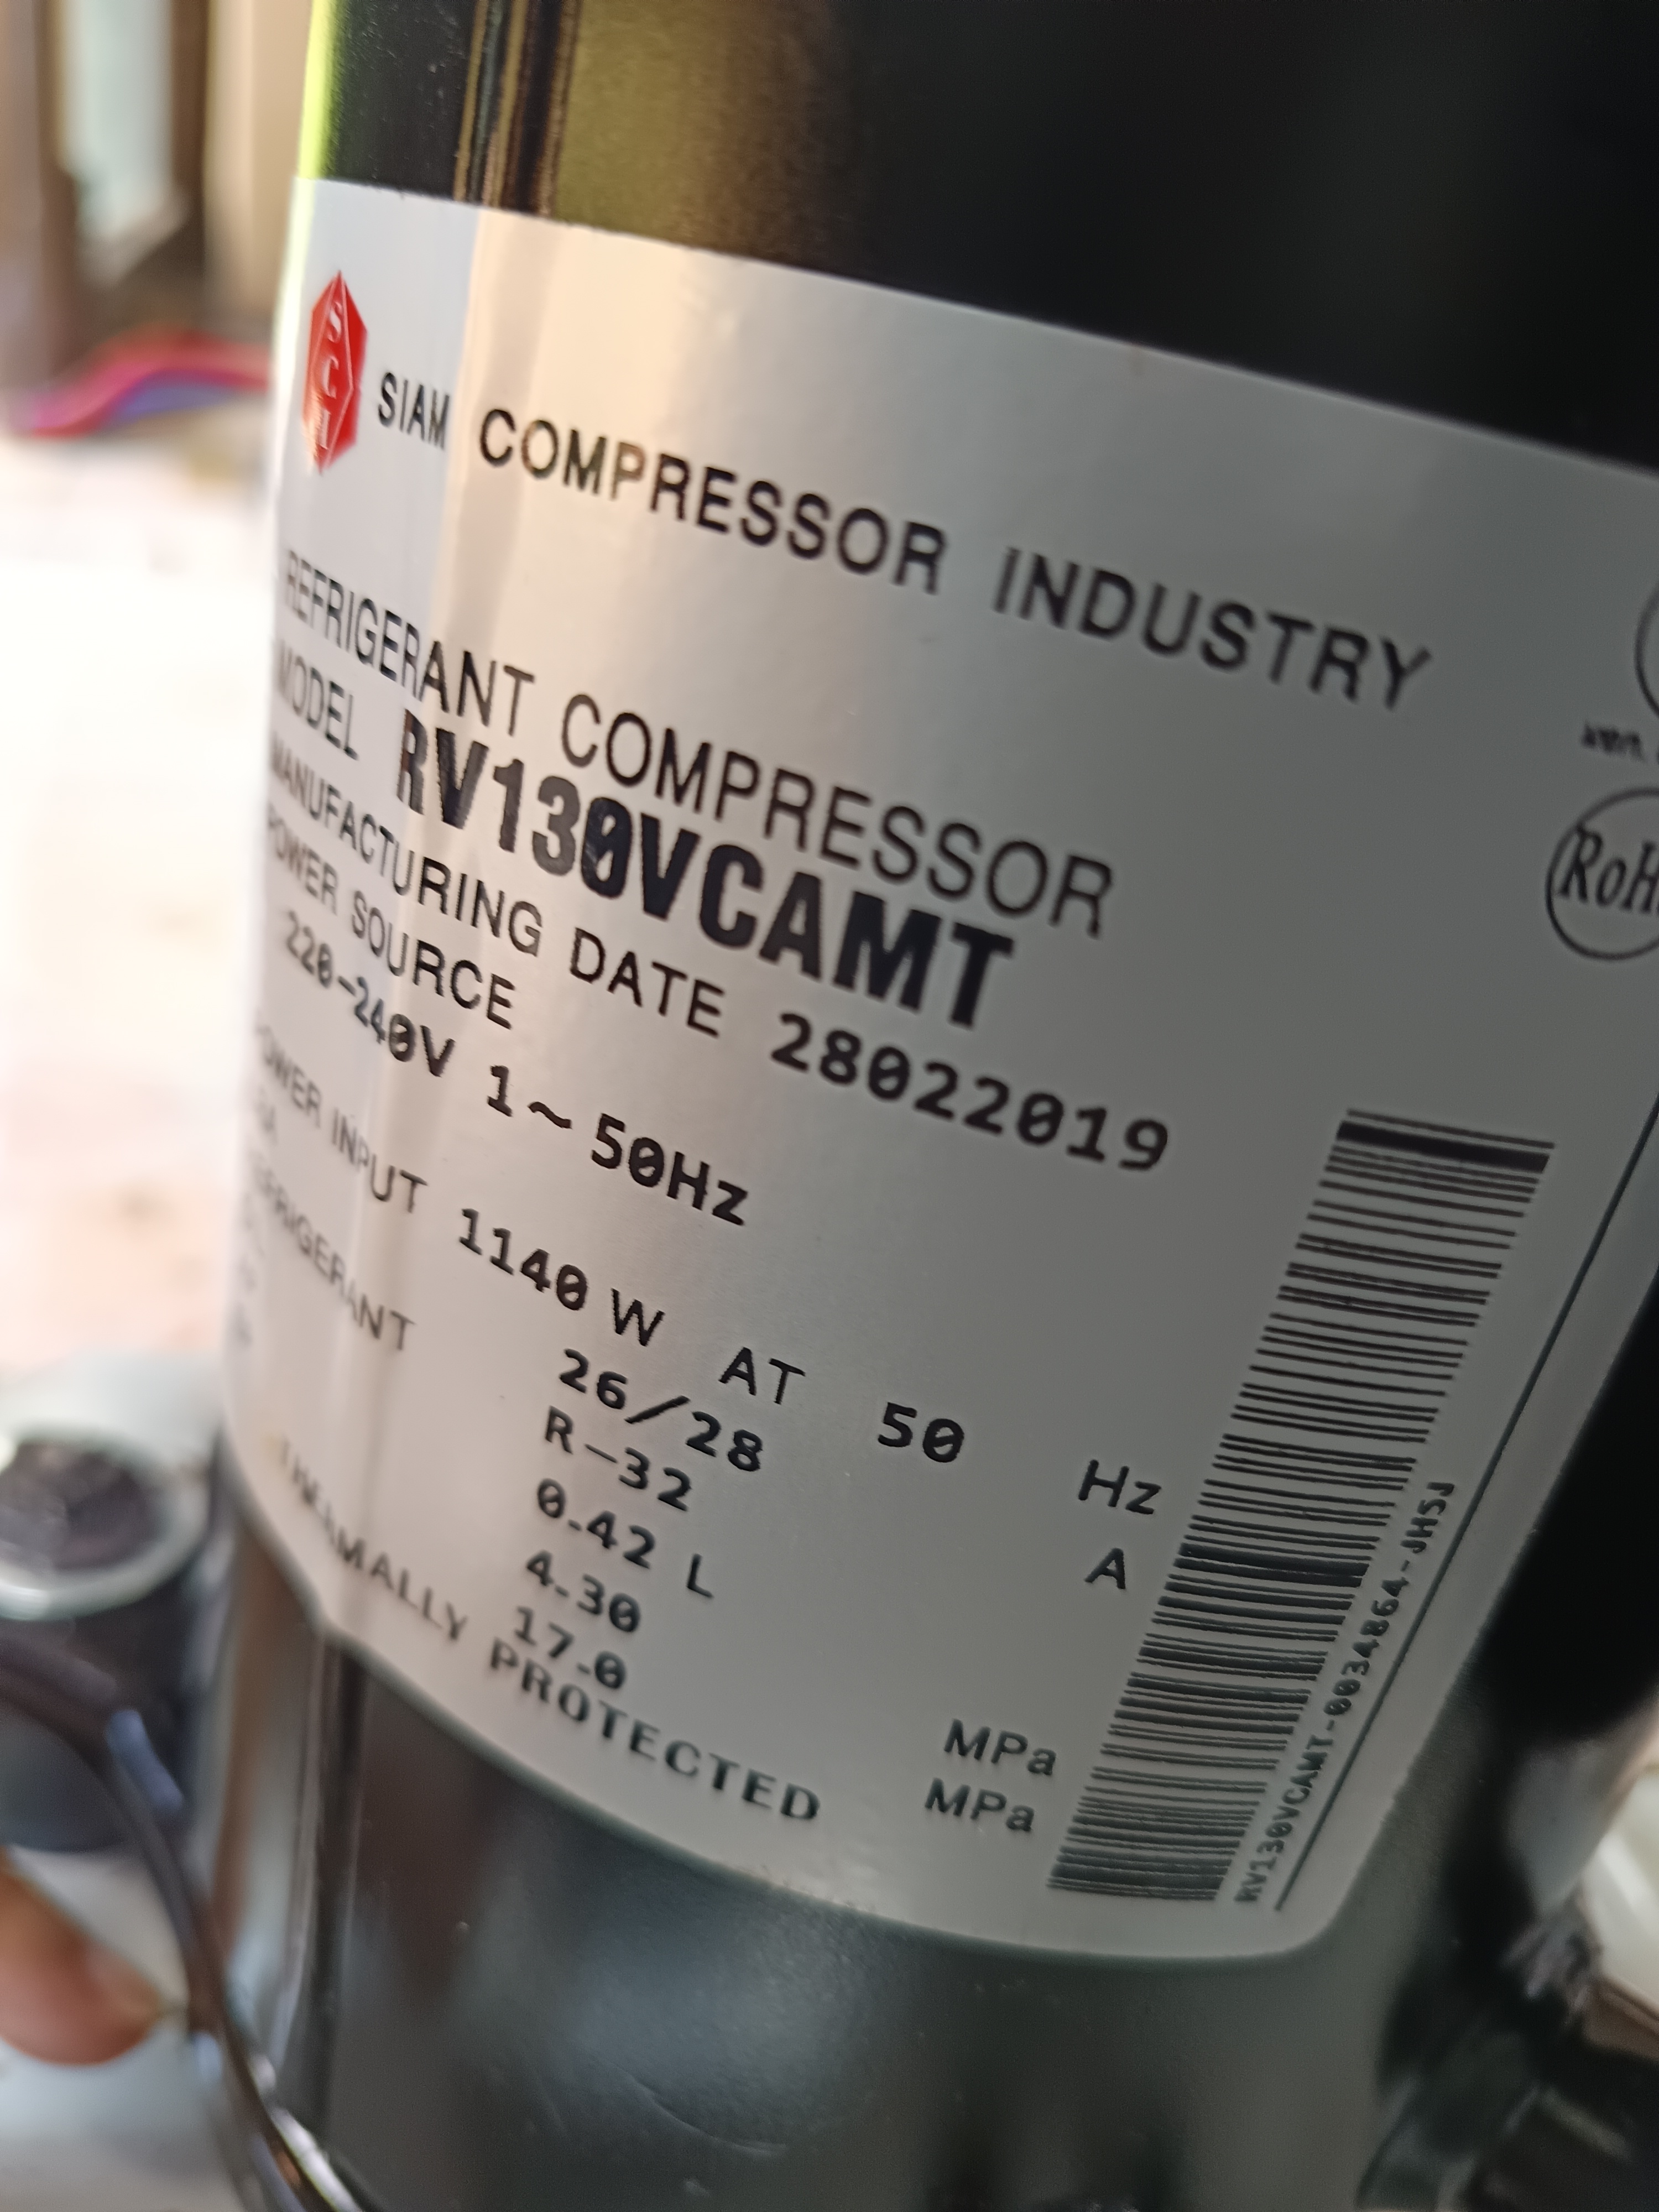 SCI
SIAM COMPRESSOR INDUSTRY
REFRIGERANT COMPRESSOR
MODEL RV130VCAMT
MANUFACTURING DATE 28022019
POWER SOURCE
220-240V 1~50Hz
POWER INPUT 1140 W AT 50 Hz
26/28 A
REFRIGERANT R-32
0.42 L
4.30 MPa
17.0 MPa
THERMALLY PROTECTED
RoH
RV130VCAMT-0034864-JH5J